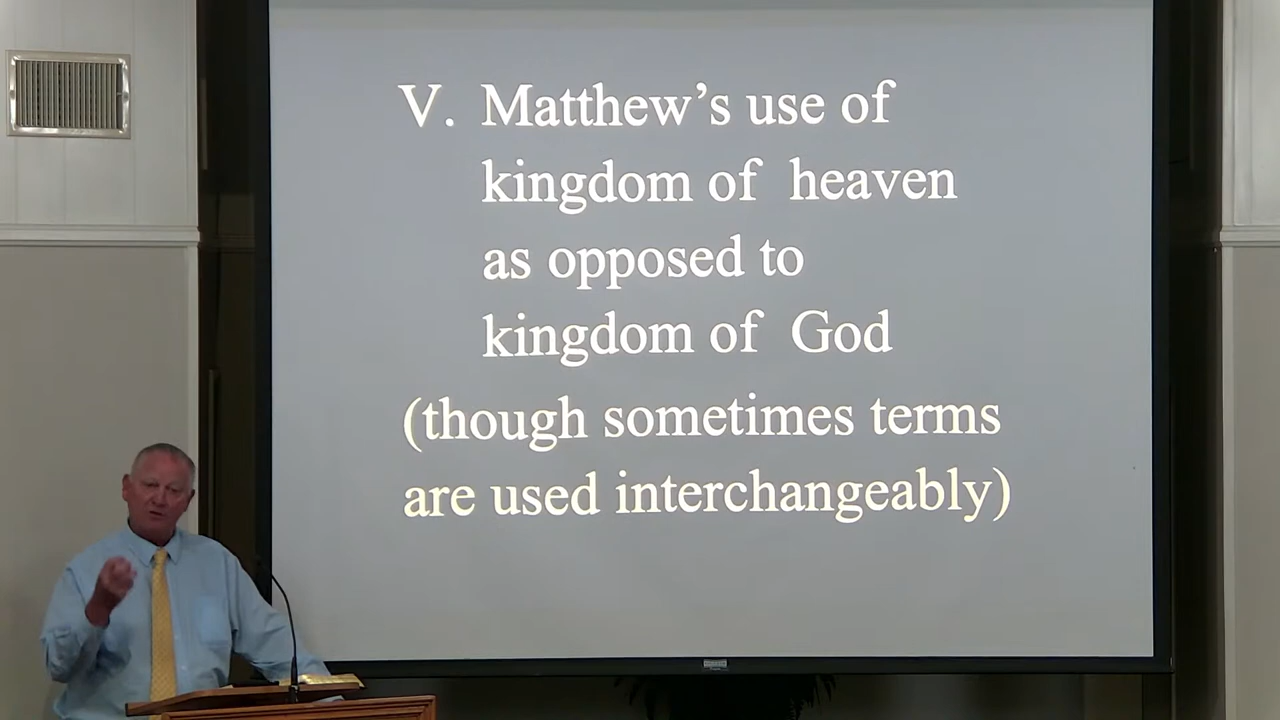 V. Matthew’s use of
kingdom of heaven
as opposed to
kingdom of God
(though sometimes terms
are used interchangeably)